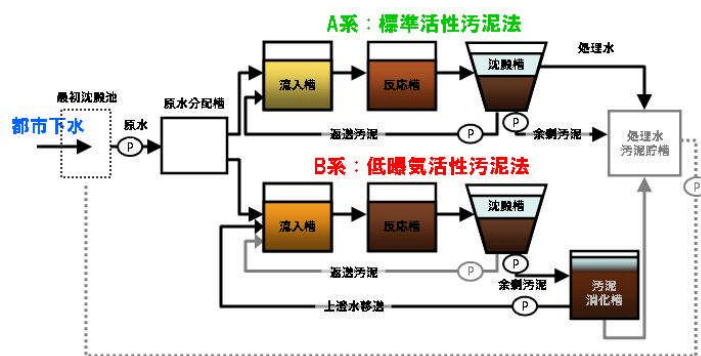 A系：標準活性汚泥法
最初沈殿池
都市下水
原水
P
原水分配槽
流入槽
反応槽
沈殿槽
処理水
返送汚泥
P
P
余剰汚泥
処理水
汚泥貯槽
P
B系：低曝気活性汚泥法
流入槽
反応槽
沈殿槽
返送汚泥
P
P
余剰汚泥
上澄水移送
P
汚泥
消化槽